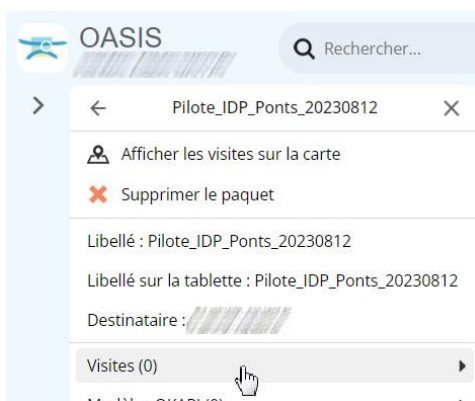 OASIS
Rechercher...
Pilote_IDP_Ponts_20230812
Afficher les visites sur la carte
Supprimer le paquet
Libellé : Pilote_IDP_Ponts_20230812
Libellé sur la tablette : Pilote_IDP_Ponts_20230812
Destinataire :
Visites (0)